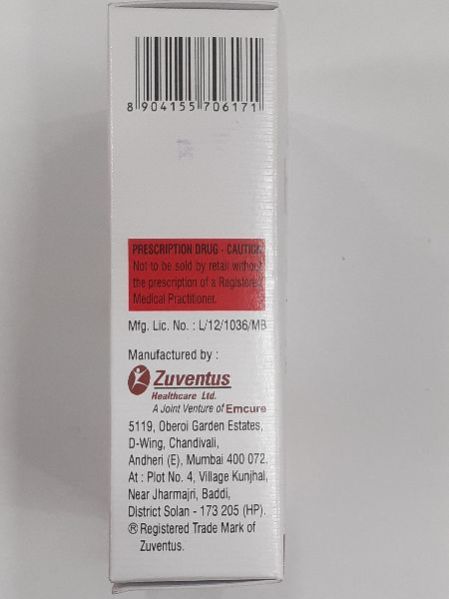 8 904155 706171
PRESCRIPTION DRUG - CAUTION
Not to be sold by retail without
the prescription of a Registered
Medical Practitioner.
Mfg. Lic. No. : L/12/1036/MB
Manufactured by :
Zuventus
Healthcare Ltd.
A Joint Venture of Emcure
5119, Oberoi Garden Estates,
D-Wing, Chandivali,
Andheri (E), Mumbai 400 072.
At : Plot No. 4, Village Kunjhal,
Near Jharmajri, Baddi,
District Solan - 173 205 (HP).
® Registered Trade Mark of
Zuventus.